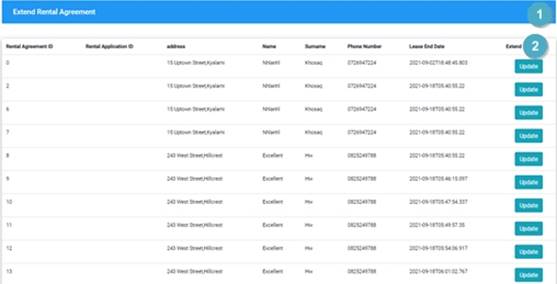 Extend Rental Agreement
1
2
Rental Agreement ID Rental Application ID address Name Surname Phone Number Lease End Date Extend
0 15 Uptown Street,Kyalami Nhlanhl Khosaq 0726947224 2021-09-02T18:48:45.803 Update
2 15 Uptown Street,Kyalami Nhlanhl Khosaq 0726947224 2021-09-18T05:40:55.22 Update
6 15 Uptown Street,Kyalami Nhlanhl Khosaq 0726947224 2021-09-18T05:40:55.22 Update
7 15 Uptown Street,Kyalami Nhlanhl Khosaq 0726947224 2021-09-18T05:40:55.22 Update
8 243 West Street,Hillcrest Excellent Hw 0825249788 2021-09-18T05:40:55.22 Update
9 243 West Street,Hillcrest Excellent Hw 0825249788 2021-09-18T05:46:15.097 Update
10 243 West Street,Hillcrest Excellent Hw 0825249788 2021-09-18T05:47:54.337 Update
11 243 West Street,Hillcrest Excellent Hw 0825249788 2021-09-18T05:49:57.35 Update
12 243 West Street,Hillcrest Excellent Hw 0825249788 2021-09-18T05:54:06.917 Update
13 243 West Street,Hillcrest Excellent Hw 0825249788 2021-09-18T06:01:02.767 Update